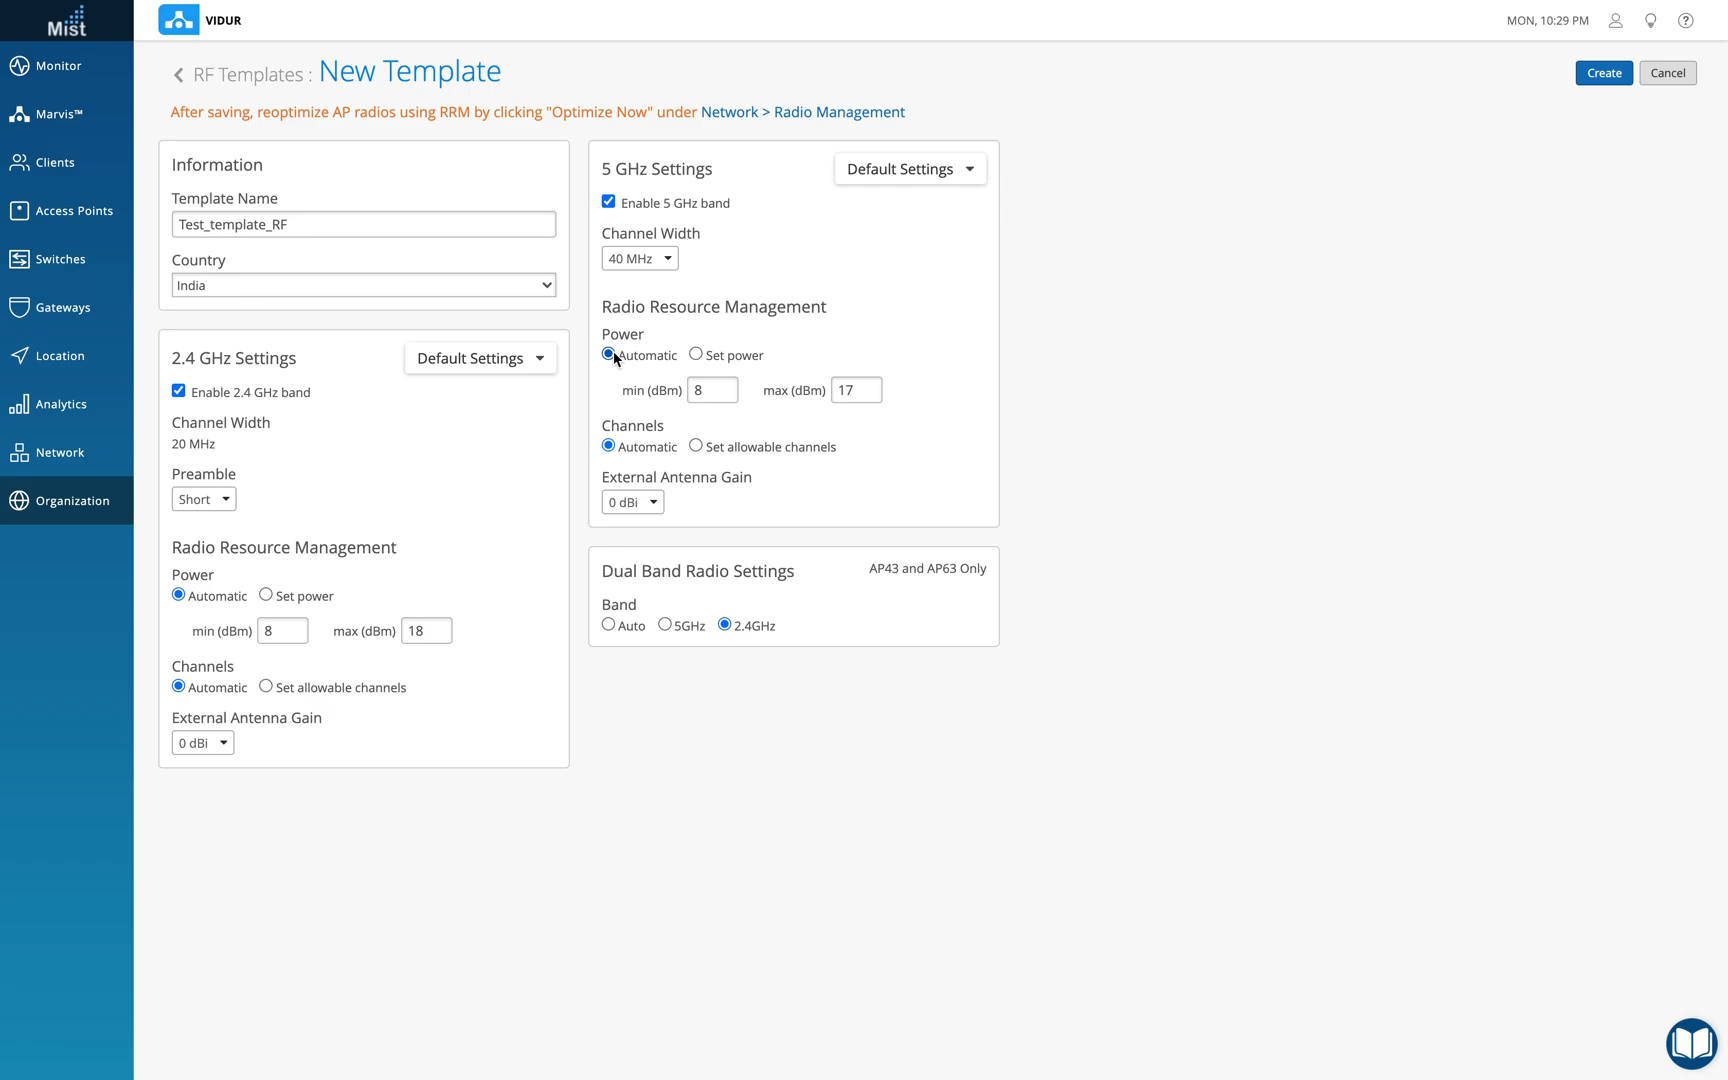 Mist
VIDUR
MON, 10:29 PM
Monitor
Marvis™
Clients
Access Points
Switches
Gateways
Location
Analytics
Network
Organization
RF Templates : New Template
Create
Cancel
After saving, reoptimize AP radios using RRM by clicking "Optimize Now" under Network > Radio Management
Information
Template Name
Test_template_RF
Country
India
2.4 GHz Settings
Default Settings
Enable 2.4 GHz band
Channel Width
20 MHz
Preamble
Short
Radio Resource Management
Power
Automatic Set power
min (dBm) 8 max (dBm) 18
Channels
Automatic Set allowable channels
External Antenna Gain
0 dBi
5 GHz Settings
Default Settings
Enable 5 GHz band
Channel Width
40 MHz
Radio Resource Management
Power
Automatic Set power
min (dBm) 8 max (dBm) 17
Channels
Automatic Set allowable channels
External Antenna Gain
0 dBi
Dual Band Radio Settings
AP43 and AP63 Only
Band
Auto 5GHz 2.4GHz